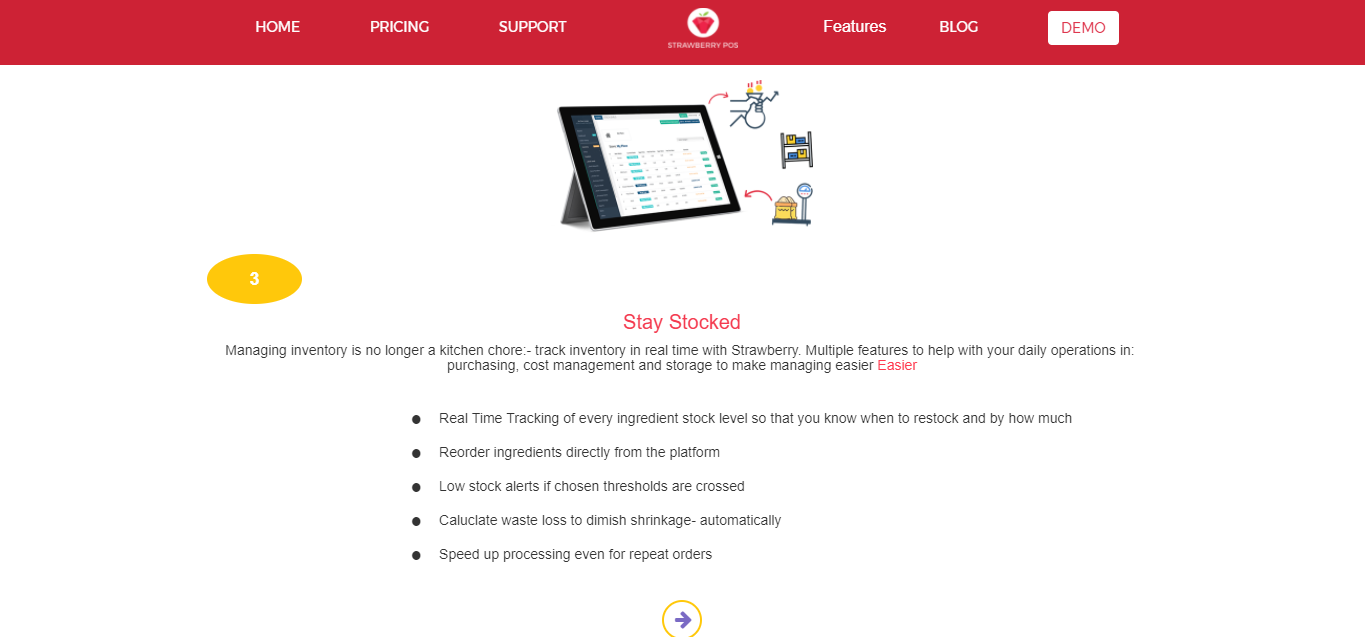 HOME PRICING SUPPORT STRAWBERRY POS Features BLOG DEMO
3
Stay Stocked
Managing inventory is no longer a kitchen chore:- track inventory in real time with Strawberry. Multiple features to help with your daily operations in:
purchasing, cost management and storage to make managing easier Easier
Real Time Tracking of every ingredient stock level so that you know when to restock and by how much
Reorder ingredients directly from the platform
Low stock alerts if chosen thresholds are crossed
Caluclate waste loss to dimish shrinkage- automatically
Speed up processing even for repeat orders